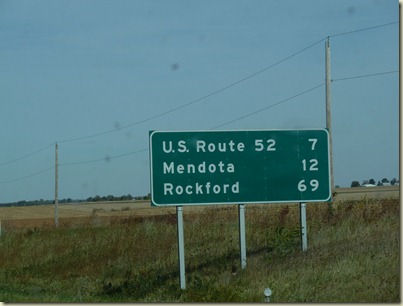 U.S. Route 52 7
Mendota 12
Rockford 69